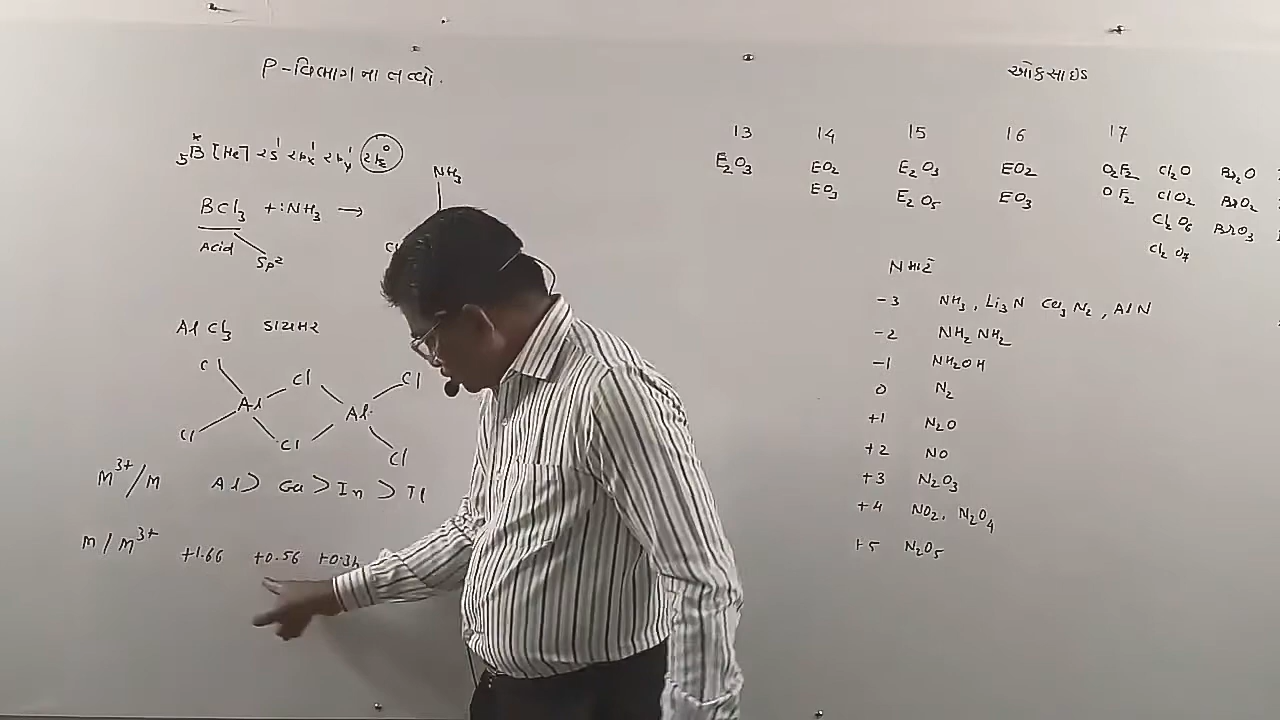 P-વિભાગ ના તત્વો.
5B* [He] 2s¹ 2px¹ 2py¹ 2pz⁰
NH₃
BCl₃ + :NH₃ →
Acid
Sp²
AlCl₃
Cl Cl Cl
Al Al
Cl Cl Cl
M³⁺/M Al > Ga > In > Tl
M/M³⁺ +1.66 +0.56 +0.34
ઓક્સાઇડ
13 14 15 16 17
E₂O₃ EO₂ E₂O₃ EO₂ O₂F₂ Cl₂O Br₂O
EO₃ E₂O₅ EO₃ OF₂ ClO₂ BrO₂
Cl₂O₆ BrO₃
Cl₂O₇
N માટે
-3 NH₃, Li₃N Ca₃N₂, AlN
-2 NH₂NH₂
-1 NH₂OH
0 N₂
+1 N₂O
+2 NO
+3 N₂O₃
+4 NO₂, N₂O₄
+5 N₂O₅